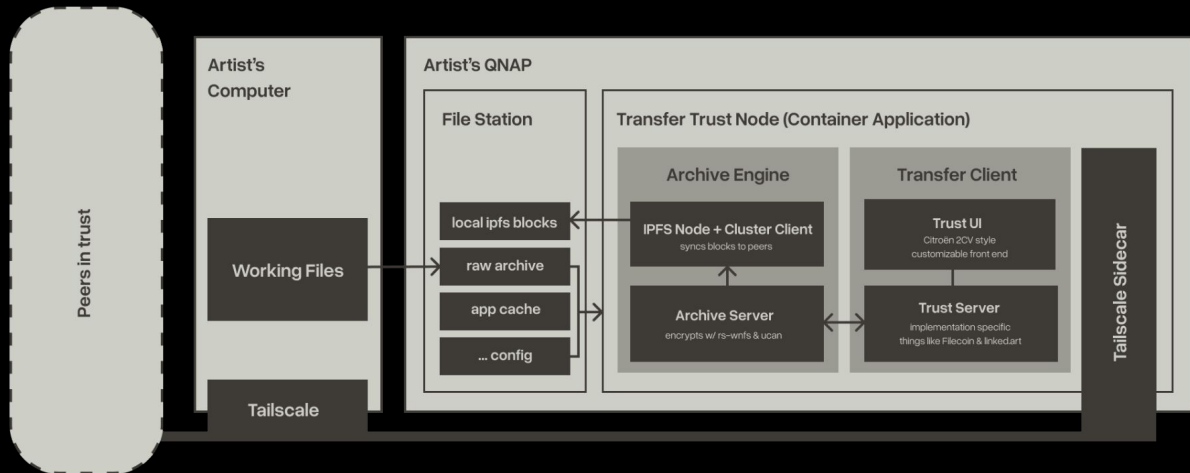 Peers in trust
Artist's
Computer
Working Files
Tailscale
Artist's QNAP
File Station
local ipfs blocks
raw archive
app cache
... config
Transfer Trust Node (Container Application)
Archive Engine
IPFS Node + Cluster Client
syncs blocks to peers
Archive Server
encrypts w/ rs-wnfs & ucan
Transfer Client
Trust UI
Citroën 2CV style
customizable front end
Trust Server
implementation specific
things like Filecoin & linked.art
Tailscale Sidecar